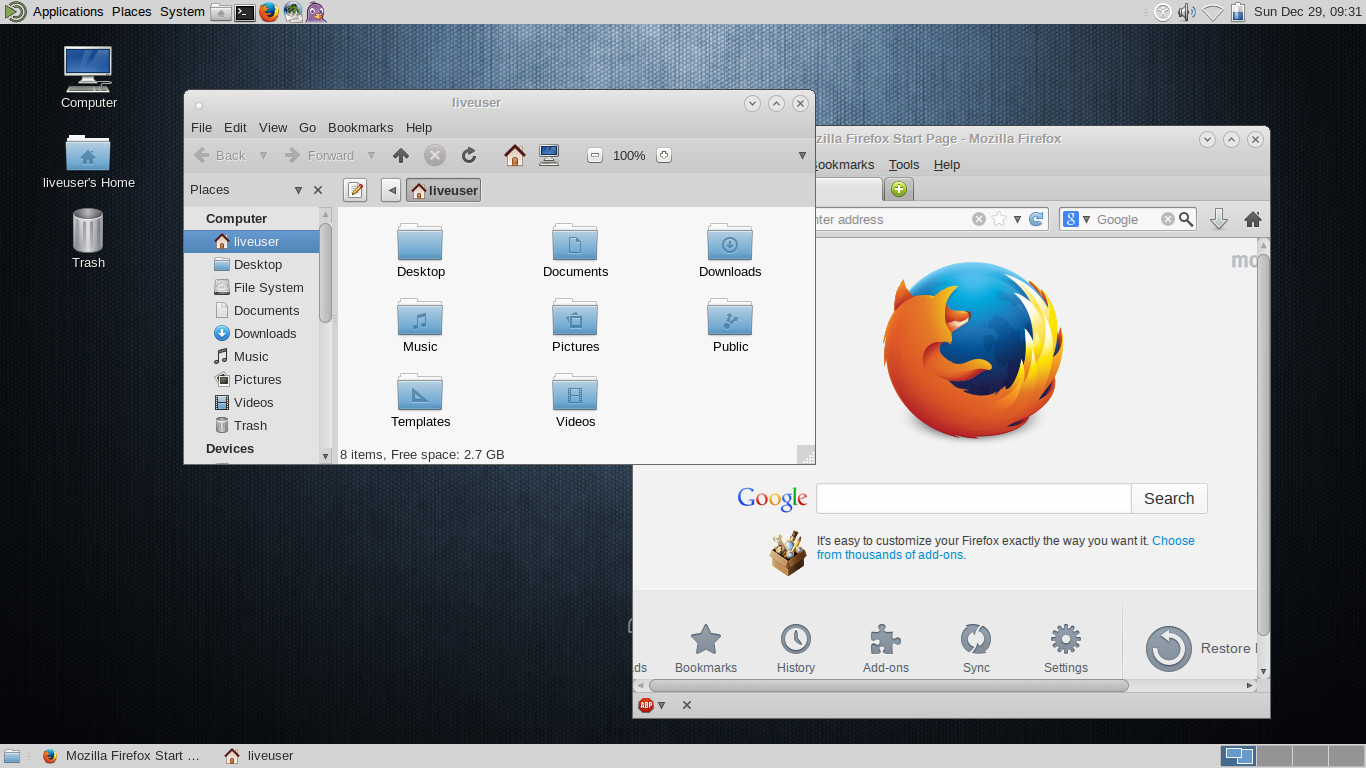 Applications Places System
Sun Dec 29, 09:31
Computer
liveuser's Home
Trash
liveuser
File Edit View Go Bookmarks Help
Back Forward 100%
Places
liveuser
Computer
liveuser
Desktop
File System
Documents
Downloads
Music
Pictures
Videos
Trash
Devices
Desktop Documents Downloads
Music Pictures Public
Templates Videos
8 items, Free space: 2.7 GB
zilla Firefox Start Page - Mozilla Firefox
ookmarks Tools Help
nter address
Google
mo
Google
Search
It's easy to customize your Firefox exactly the way you want it. Choose
from thousands of add-ons.
ds Bookmarks History Add-ons Sync Settings
Restore
ABP
Mozilla Firefox Start ...
liveuser